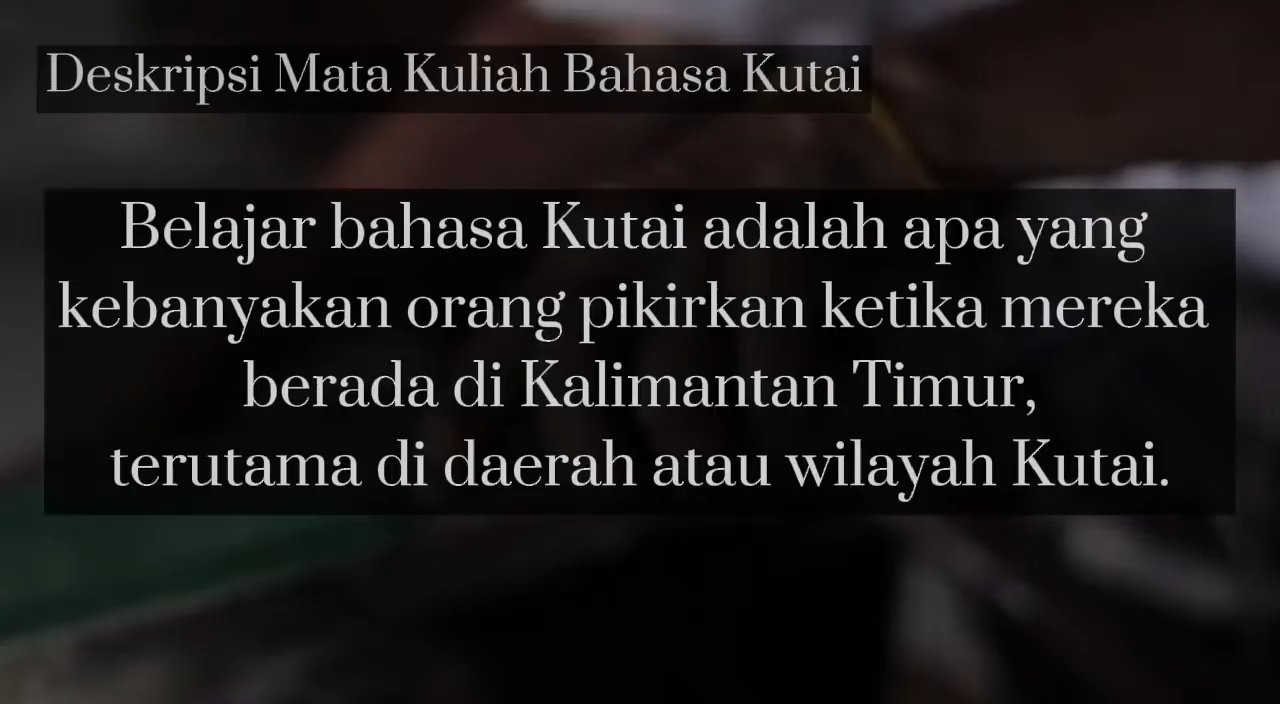 Deskripsi Mata Kuliah Bahasa Kutai
Belajar bahasa Kutai adalah apa yang
kebanyakan orang pikirkan ketika mereka
berada di Kalimantan Timur,
terutama di daerah atau wilayah Kutai.